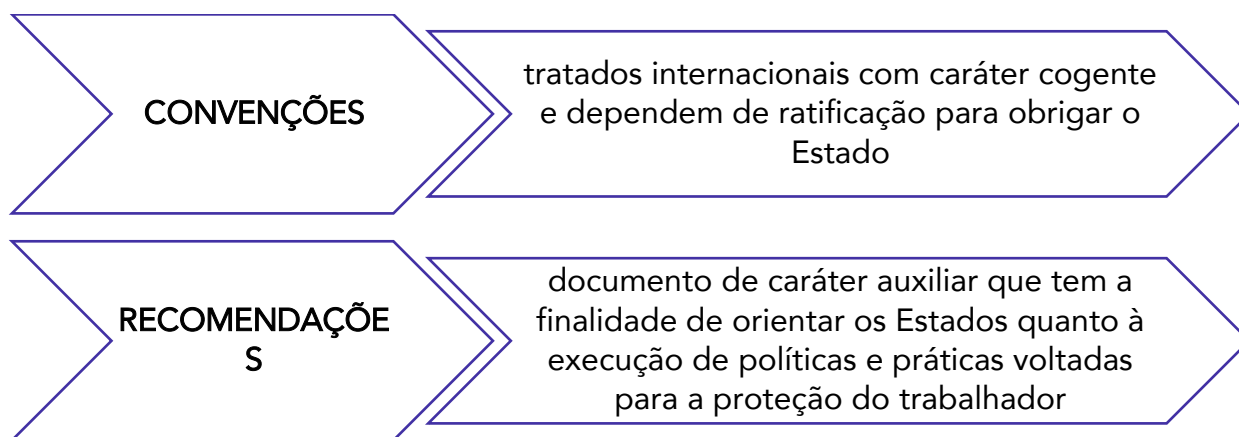 CONVENÇÕES
tratados internacionais com caráter cogente
e dependem de ratificação para obrigar o
Estado
RECOMENDAÇÕE
S
documento de caráter auxiliar que tem a
finalidade de orientar os Estados quanto à
execução de políticas e práticas voltadas
para a proteção do trabalhador